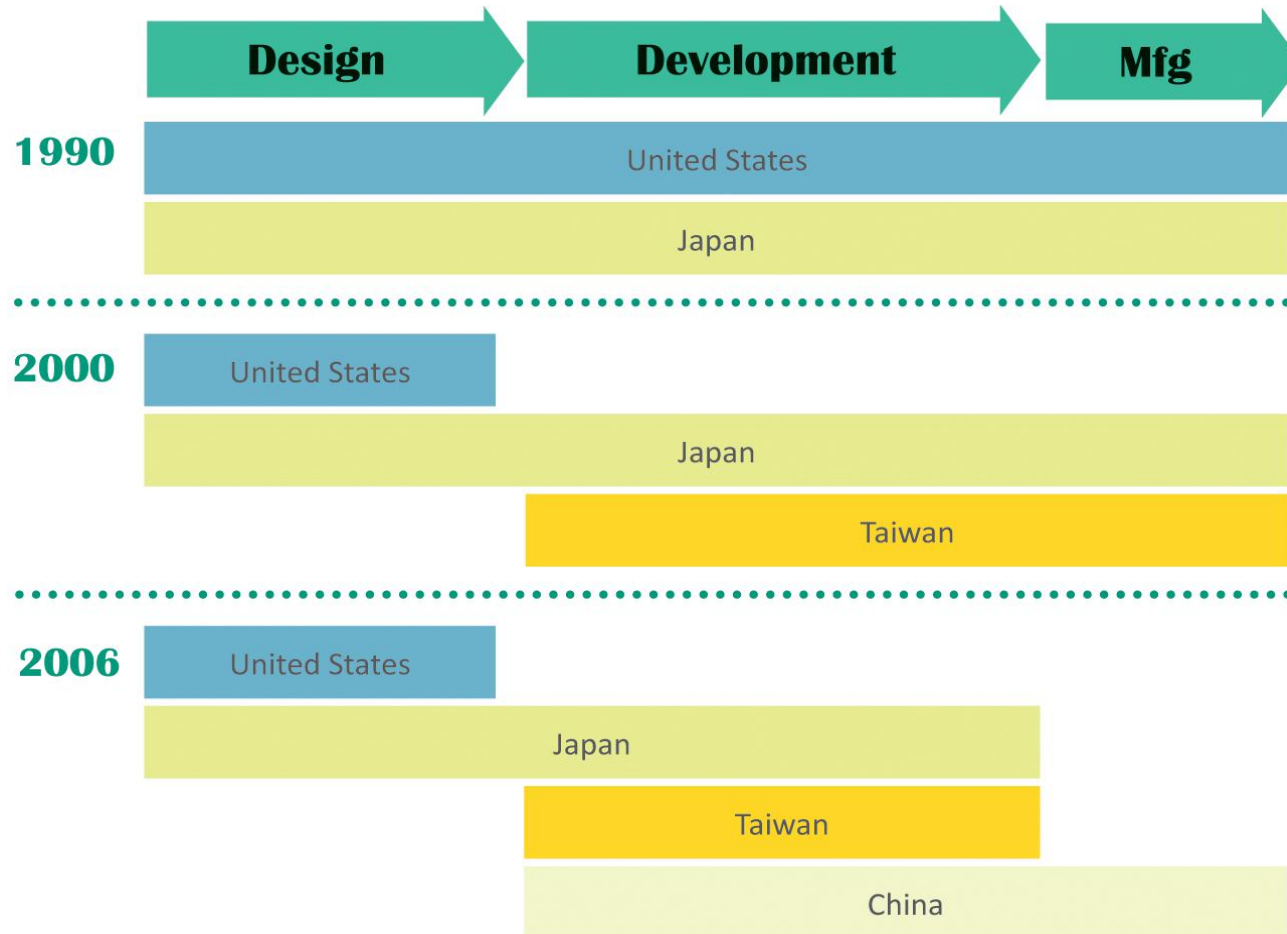 Design
Development
Mfg
1990
United States
Japan
2000
United States
Japan
Taiwan
2006
United States
Japan
Taiwan
China